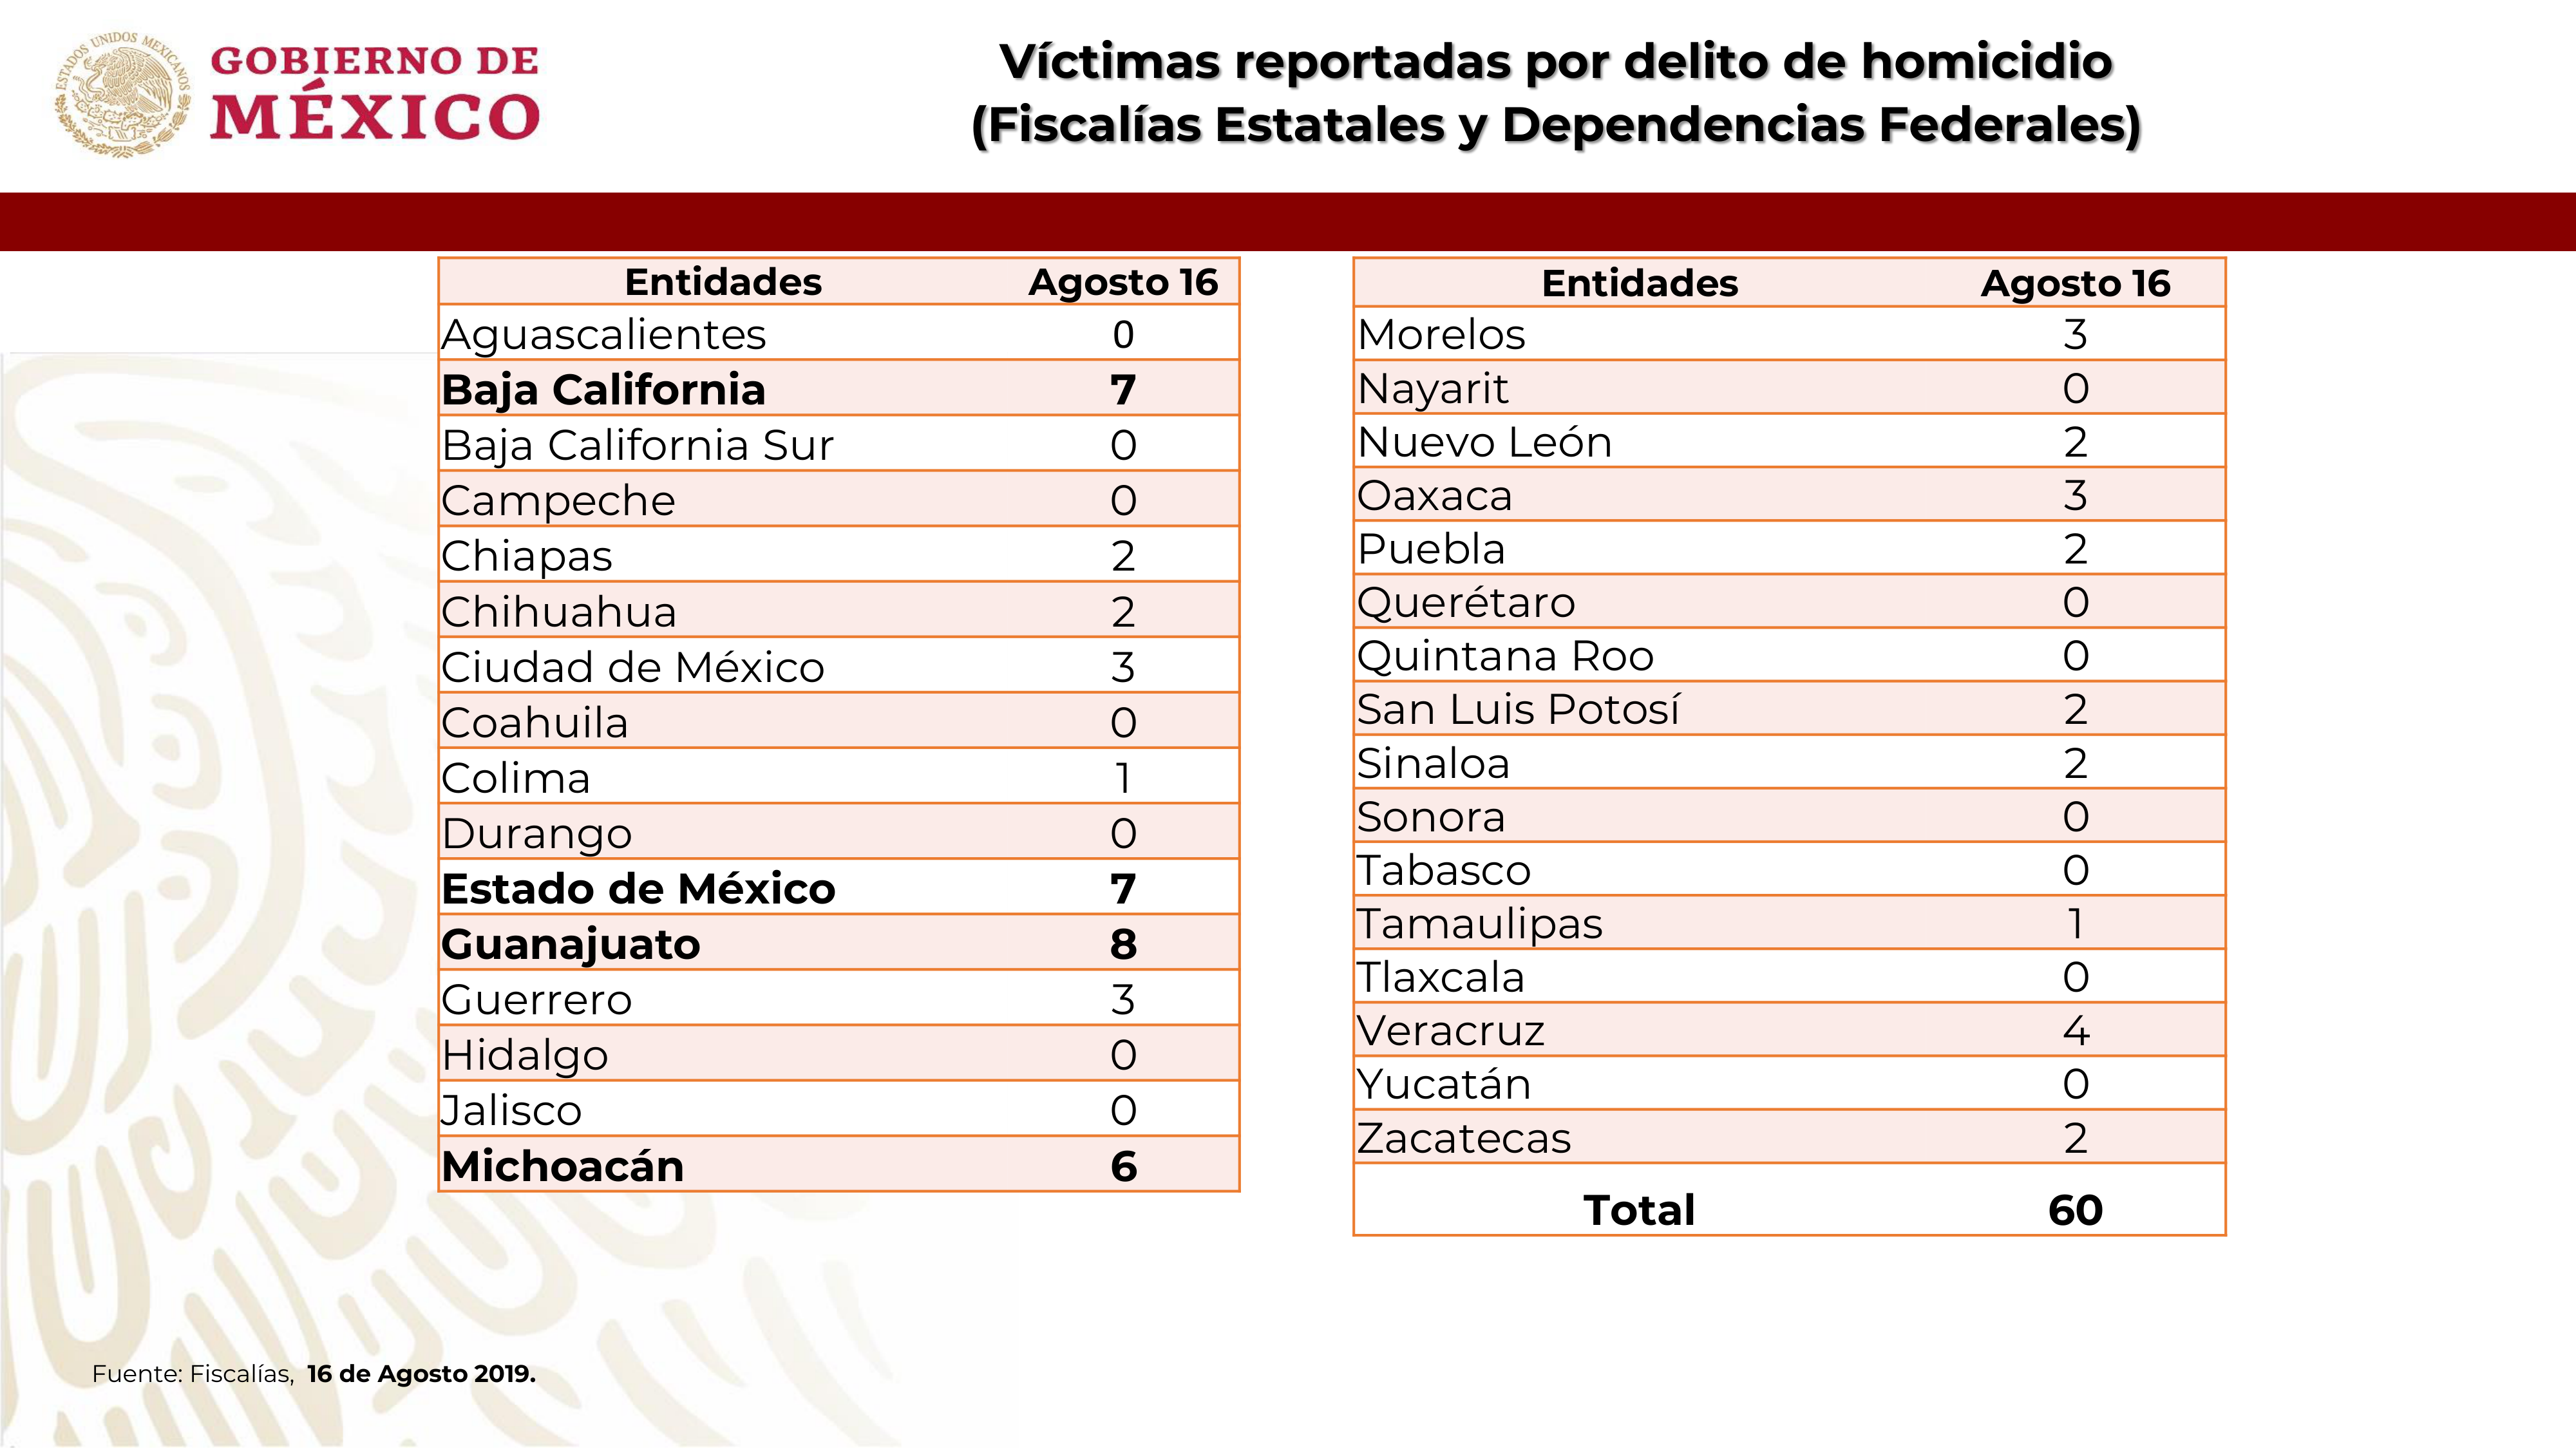 ESTADOS UNIDOS MEXICANOS
GOBIERNO DE
MÉXICO
Víctimas reportadas por delito de homicidio
(Fiscalías Estatales y Dependencias Federales)
Entidades Agosto 16
Aguascalientes 0
Baja California 7
Baja California Sur 0
Campeche 0
Chiapas 2
Chihuahua 2
Ciudad de México 3
Coahuila 0
Colima 1
Durango 0
Estado de México 7
Guanajuato 8
Guerrero 3
Hidalgo 0
Jalisco 0
Michoacán 6
Entidades Agosto 16
Morelos 3
Nayarit 0
Nuevo León 2
Oaxaca 3
Puebla 2
Querétaro 0
Quintana Roo 0
San Luis Potosí 2
Sinaloa 2
Sonora 0
Tabasco 0
Tamaulipas 1
Tlaxcala 0
Veracruz 4
Yucatán 0
Zacatecas 2
Total 60
Fuente: Fiscalías, 16 de Agosto 2019.